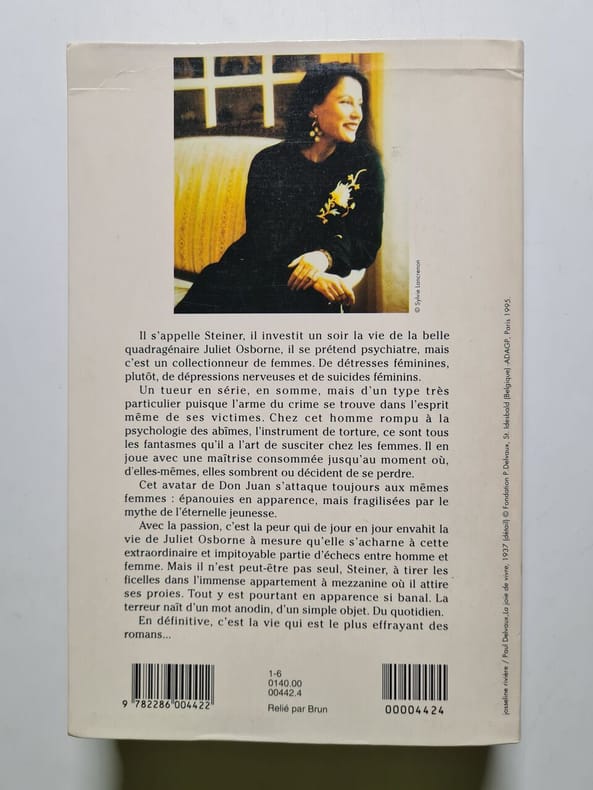 © Sylvie Lancrenon
Il s'appelle Steiner, il investit un soir la vie de la belle
quadragénaire Juliet Osborne, il se prétend psychiatre, mais
c'est un collectionneur de femmes. De détresses féminines,
plutôt, de dépressions nerveuses et de suicides féminins.
Un tueur en série, en somme, mais d'un type très
particulier puisque l'arme du crime se trouve dans l'esprit
même de ses victimes. Chez cet homme rompu à la
psychologie des abîmes, l'instrument de torture, ce sont tous
les fantasmes qu'il a l'art de susciter chez les femmes. Il en
joue avec une maîtrise consommée jusqu'au moment où,
d'elles-mêmes, elles sombrent ou décident de se perdre.
Cet avatar de Don Juan s'attaque toujours aux mêmes
femmes : épanouies en apparence, mais fragilisées par le
mythe de l'éternelle jeunesse.
Avec la passion, c'est la peur qui de jour en jour envahit la
vie de Juliet Osborne à mesure qu'elle s'acharne à cette
extraordinaire et impitoyable partie d'échecs entre homme et
femme. Mais il n'est peut-être pas seul, Steiner, à tirer les
ficelles dans l'immense appartement à mezzanine où il attire
ses proies. Tout y est pourtant en apparence si banal. La
terreur naît d'un mot anodin, d'un simple objet. Du quotidien.
En définitive, c'est la vie qui est le plus effrayant des
romans...
josseline rivière / Paul Delvaux, La joie de vivre, 1937 (détail) © Fondation P. Delvaux, St. Idesbald (Belgique) -ADAGP, Paris 1995.
9 782286 004422
1-6
0140.00
00442.4
Relié par Brun
00004424